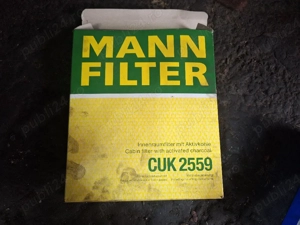 MANN
FILTER
Innenraumfilter mit Aktivkohle
Cabin filter with activated charcoal
CUK 2559